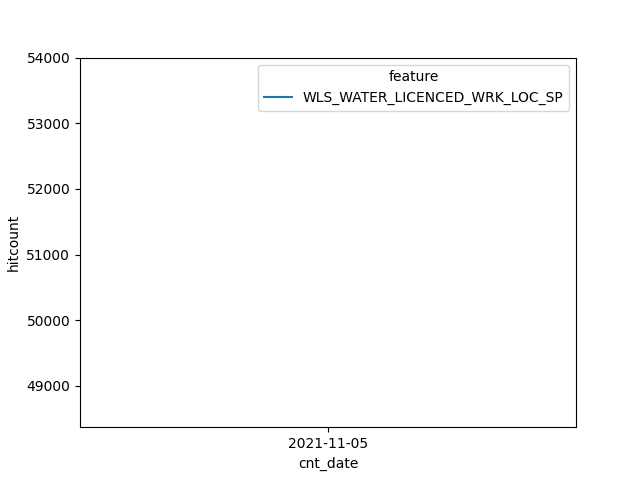 54000
53000
52000
51000
50000
49000
hitcount
feature
WLS_WATER_LICENCED_WRK_LOC_SP
2021-11-05
cnt_date